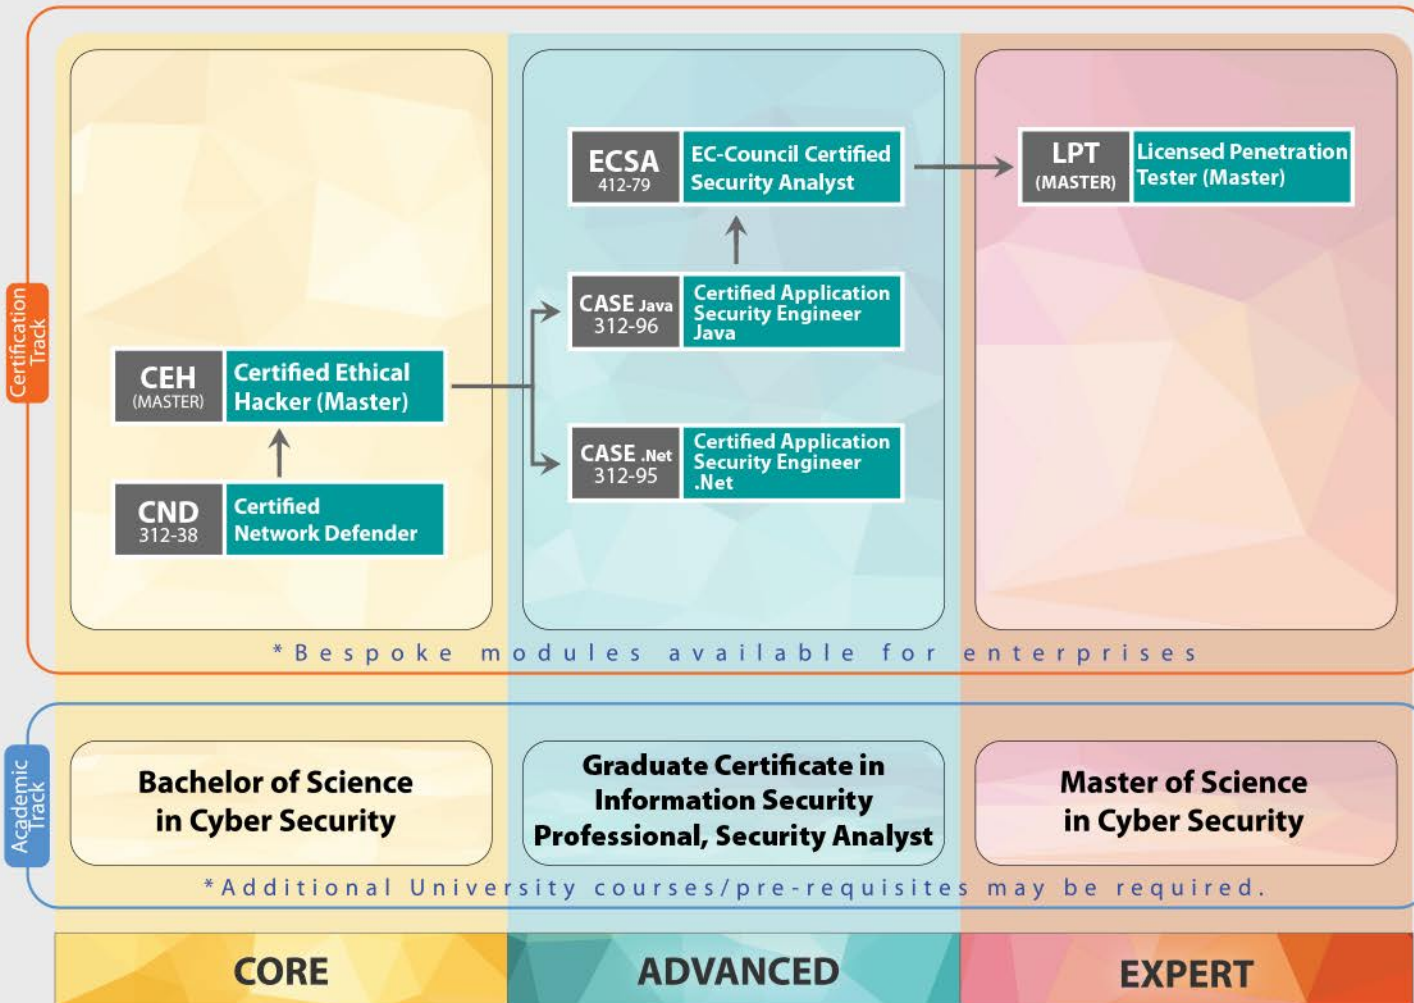 Certification
Track
ECSA
412-79
EC-Council Certified
Security Analyst
LPT
(MASTER)
Licensed Penetration
Tester (Master)
CASE Java
312-96
Certified Application
Security Engineer
Java
CEH
(MASTER)
Certified Ethical
Hacker (Master)
CASE .Net
312-95
Certified Application
Security Engineer
.Net
CND
312-38
Certified
Network Defender
*Bespoke modules available for enterprises
Academic
Track
Bachelor of Science
in Cyber Security
Graduate Certificate in
Information Security
Professional, Security Analyst
Master of Science
in Cyber Security
*Additional University courses/pre-requisites may be required.
CORE
ADVANCED
EXPERT